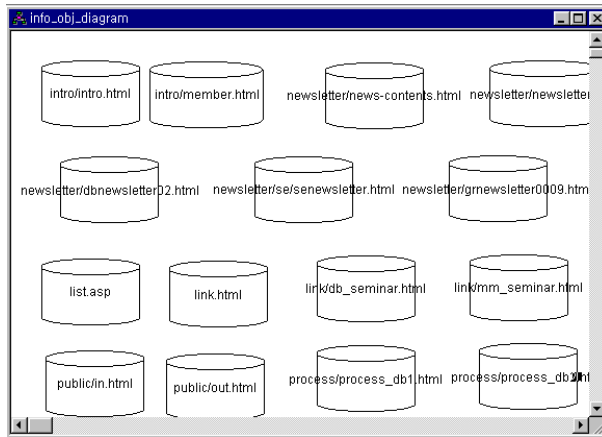 info_obj_diagram
intro/intro.html
intro/member.html
newsletter/news-contents.html
newsletter/newsletter
newsletter/dbnewsletter02.html
newsletter/se/senewsletter.html
newsletter/grnewsletter0009.htm
list.asp
link.html
link/db_seminar.html
link/mm_seminar.html
public/in.html
public/out.html
process/process_db1.html